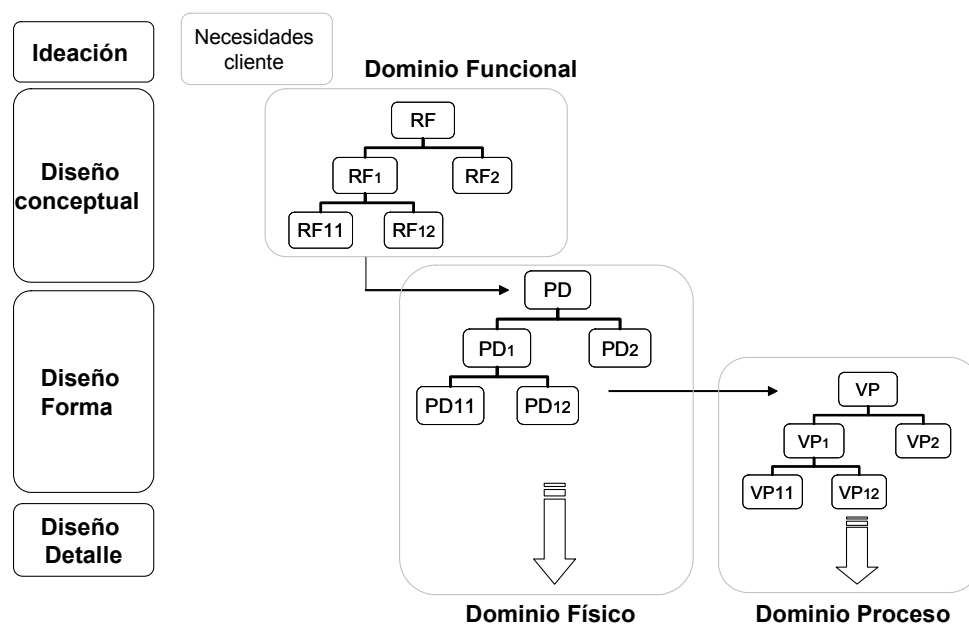 Ideación
Necesidades
cliente
Dominio Funcional
Diseño
conceptual
RF
RF1
RF2
RF11
RF12
Diseño
Forma
PD
PD1
PD2
PD11
PD12
VP
VP1
VP2
VP11
VP12
Diseño
Detalle
Dominio Físico
Dominio Proceso